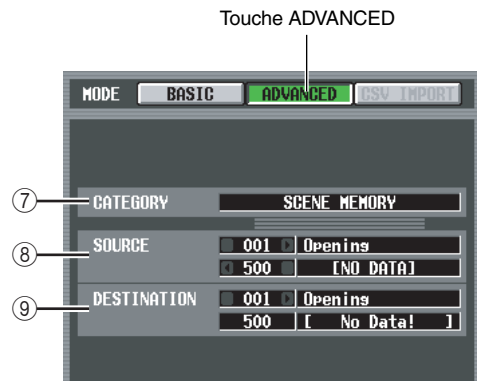 Touche ADVANCED
MODE BASIC ADVANCED CSV IMPORT
⑦ CATEGORY SCENE MEMORY
⑧ SOURCE 001 Opening
500 [NO DATA]
⑨ DESTINATION 001 Opening
500 [ No Data! ]